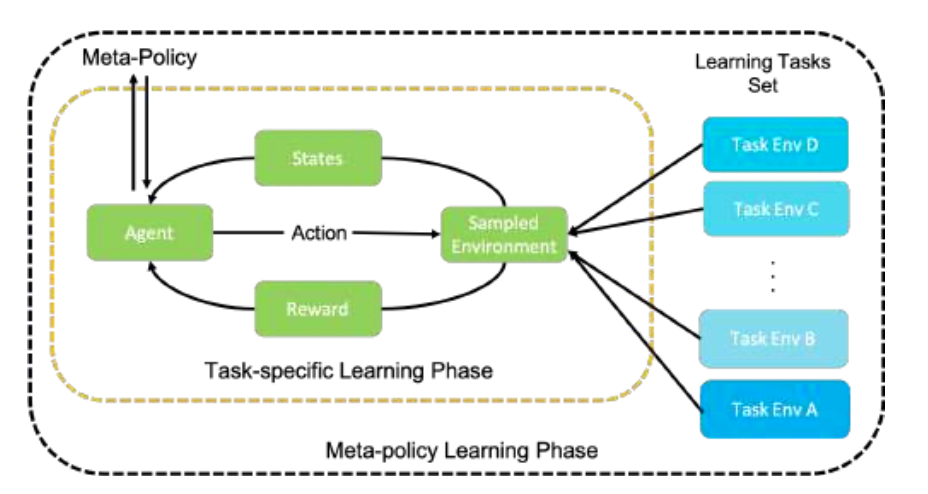 Meta-Policy
Learning Tasks
Set
States
Task Env D
Task Env C
Agent
Action
Sampled
Environment
.
.
.
Reward
Task Env B
Task-specific Learning Phase
Task Env A
Meta-policy Learning Phase